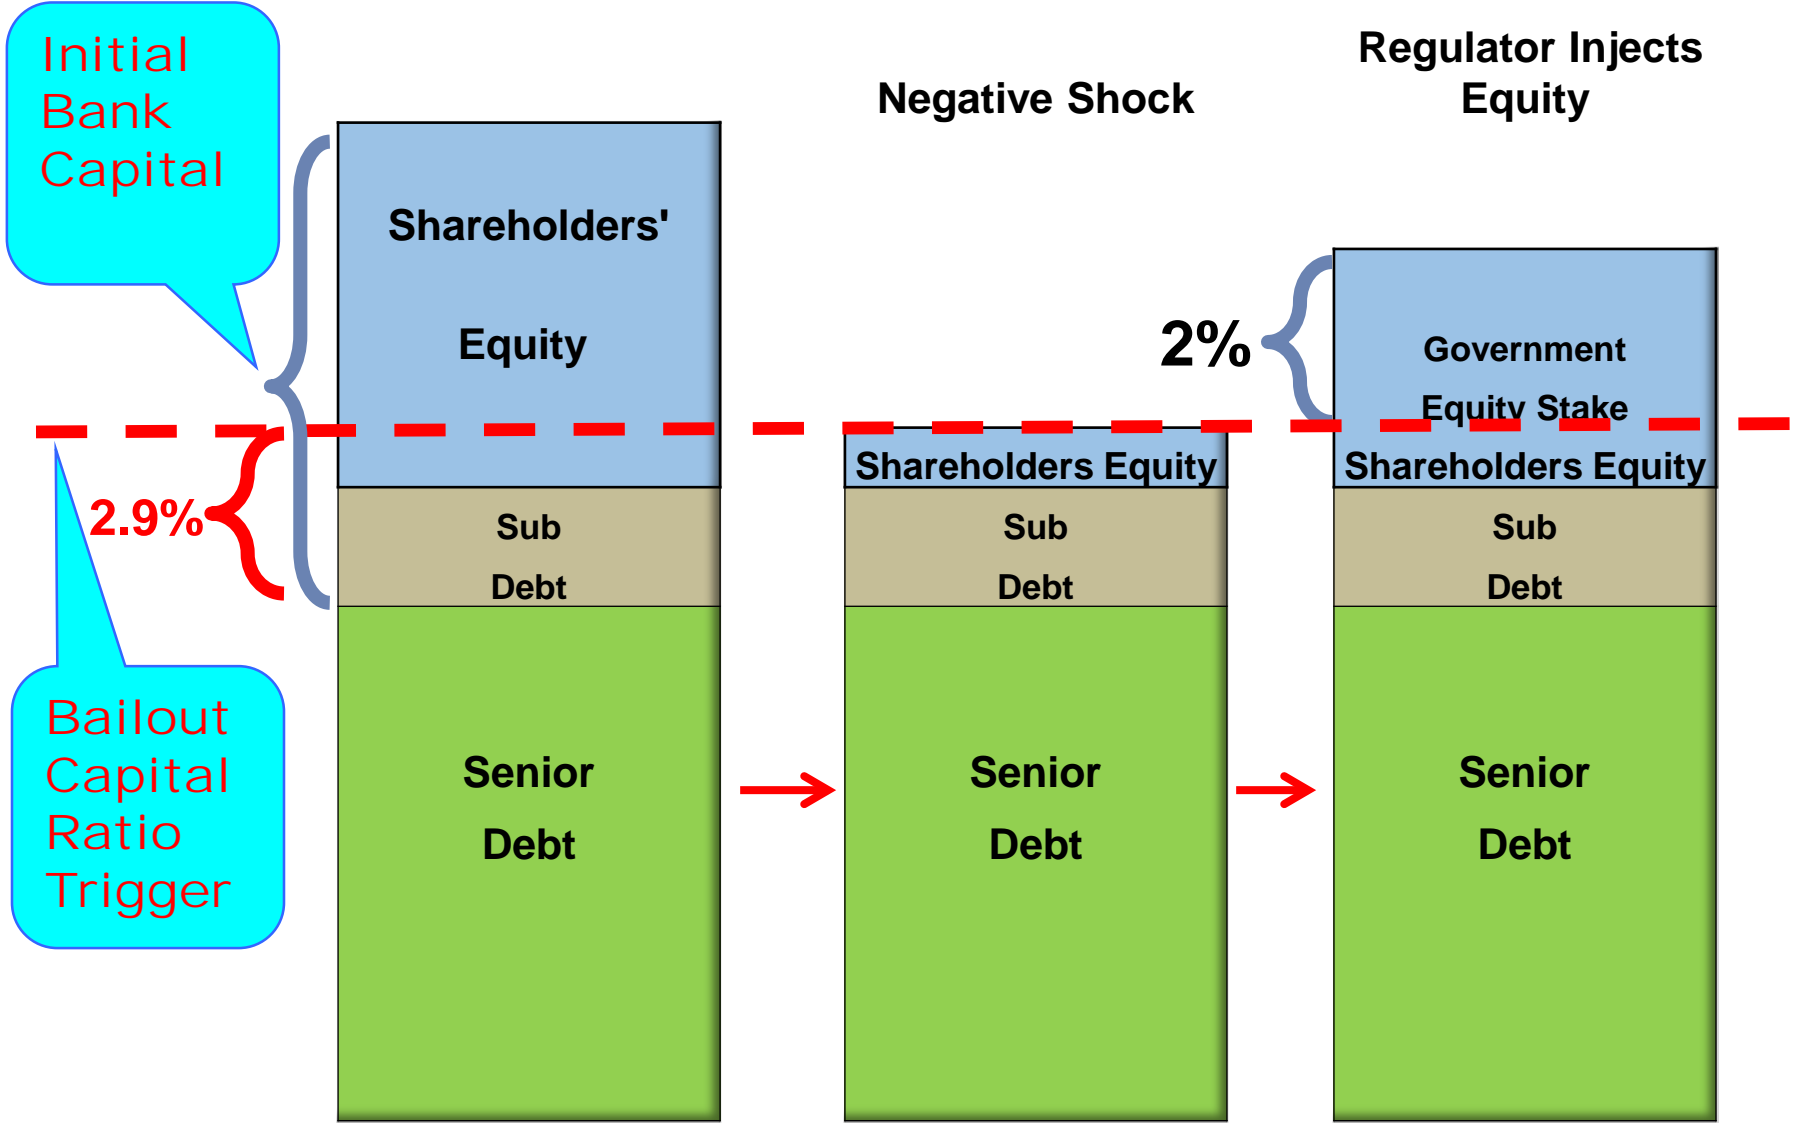 Initial
Bank
Capital
Negative Shock
Regulator Injects
Equity
Shareholders'
Equity
2%
Government
Equity Stake
Shareholders Equity
Shareholders Equity
2.9%
Sub
Debt
Sub
Debt
Sub
Debt
Bailout
Capital
Ratio
Trigger
Senior
Debt
Senior
Debt
Senior
Debt